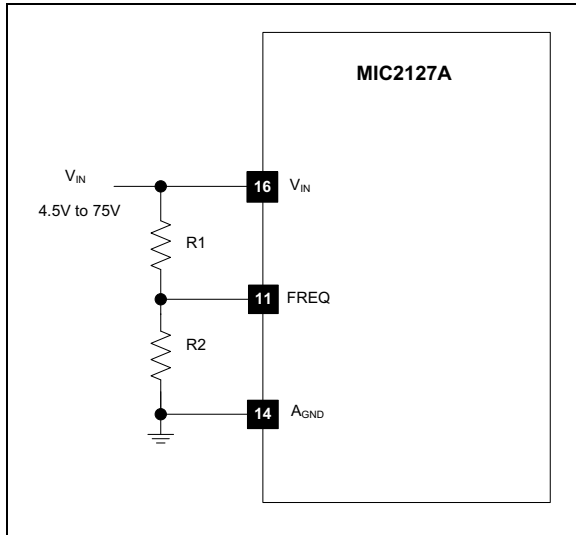 MIC2127A
V_IN
16 V_IN
4.5V to 75V
R1
11 FREQ
R2
14 A_GND